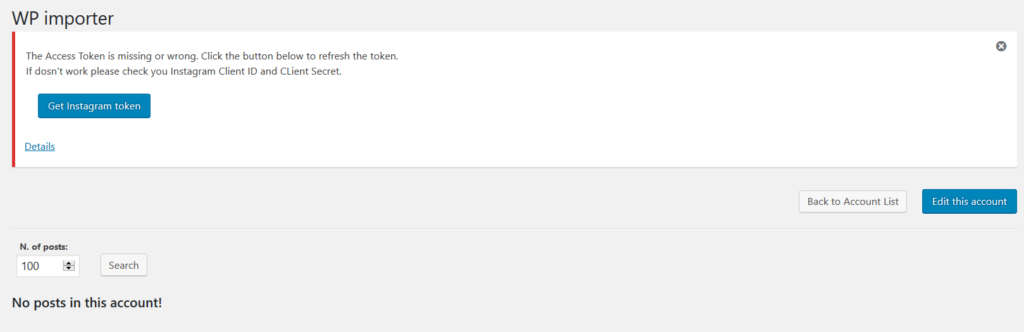 WP importer
The Access Token is missing or wrong. Click the button below to refresh the token.
If dosn't work please check you Instagram Client ID and CLient Secret.
Get Instagram token
Details
Back to Account List
Edit this account
N. of posts:
100
Search
No posts in this account!